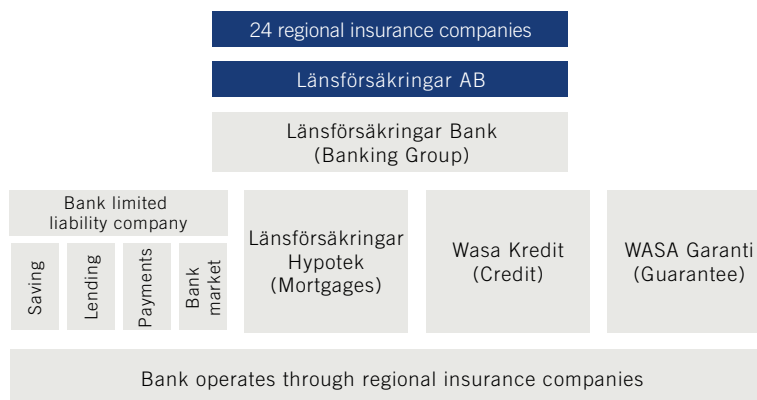 24 regional insurance companies
Länsförsäkringar AB
Länsförsäkringar Bank
(Banking Group)
Bank limited
liability company
Saving
Lending
Payments
Bank
market
Länsförsäkringar
Hypotek
(Mortgages)
Wasa Kredit
(Credit)
WASA Garanti
(Guarantee)
Bank operates through regional insurance companies